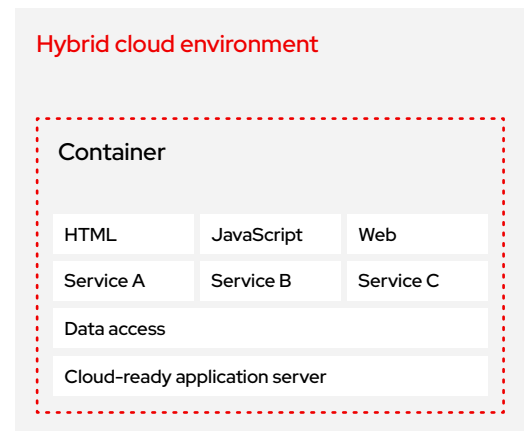 Hybrid cloud environment
Container
HTML JavaScript Web
Service A Service B Service C
Data access
Cloud-ready application server